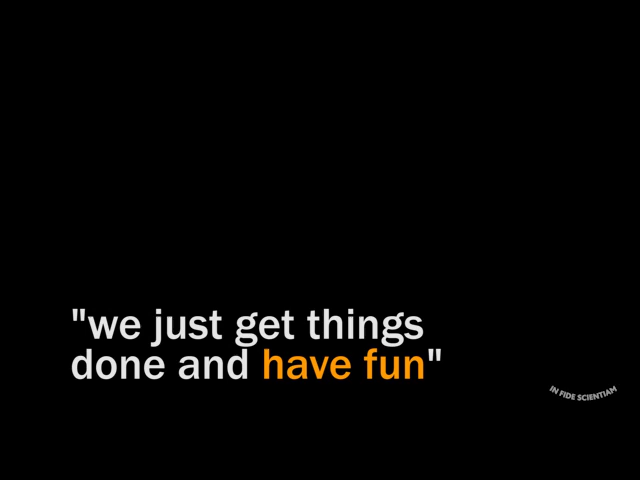 "we just get things
done and have fun"
IN FIDE SCIENTIAM